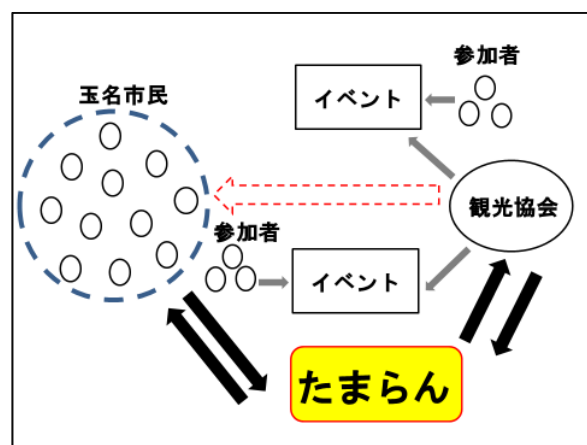 参加者
玉名市民
イベント
観光協会
参加者
イベント
たまらん